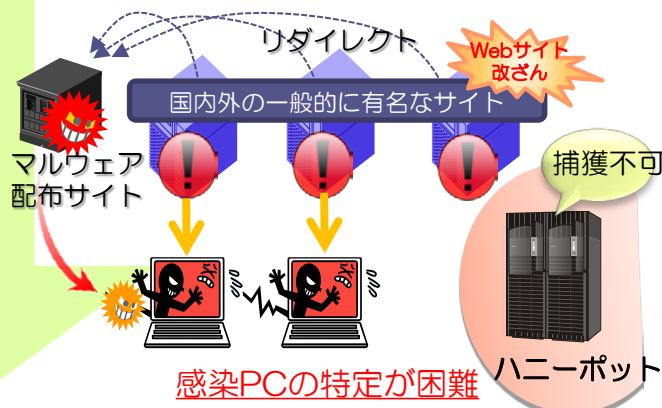 リダイレクト
Webサイト
改ざん
国内外の一般的に有名なサイト
マルウェア
配布サイト
捕獲不可
ハニーポット
感染PCの特定が困難